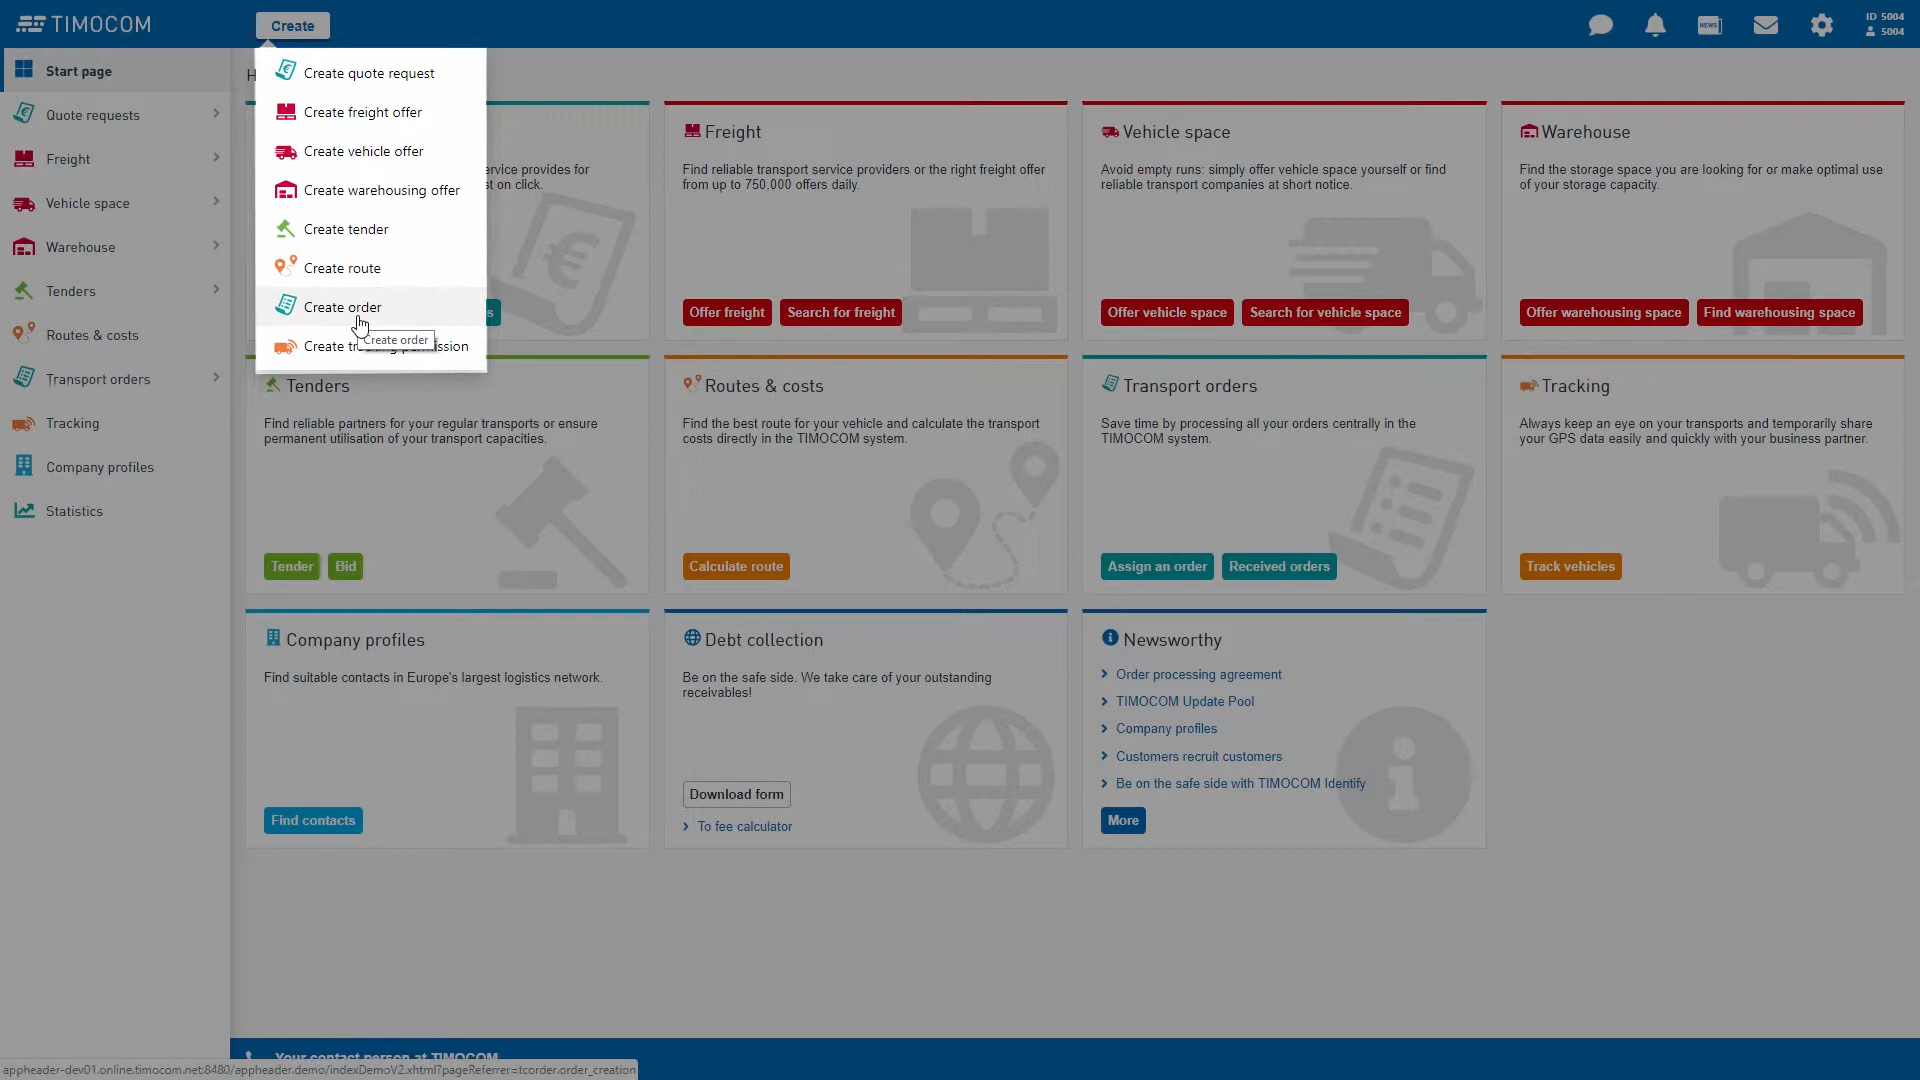 TIMOCOM
Create
NEWS
ID 5004
5004
Start page
Quote requests
Freight
Vehicle space
Warehouse
Tenders
Routes & costs
Transport orders
Tracking
Company profiles
Statistics
H
Create quote request
Create freight offer
Create vehicle offer
Create warehousing offer
Create tender
Create route
Create order
Create order
Create tracking permission
ervice provides for
st on click.
s
Freight
Find reliable transport service providers or the right freight offer
from up to 750,000 offers daily.
Offer freight
Search for freight
Vehicle space
Avoid empty runs: simply offer vehicle space yourself or find
reliable transport companies at short notice.
Offer vehicle space
Search for vehicle space
Warehouse
Find the storage space you are looking for or make optimal use
of your storage capacity.
Offer warehousing space
Find warehousing space
Tenders
Find reliable partners for your regular transports or ensure
permanent utilisation of your transport capacities.
Tender
Bid
Routes & costs
Find the best route for your vehicle and calculate the transport
costs directly in the TIMOCOM system.
Calculate route
Transport orders
Save time by processing all your orders centrally in the
TIMOCOM system.
Assign an order
Received orders
Tracking
Always keep an eye on your transports and temporarily share
your GPS data easily and quickly with your business partner.
Track vehicles
Company profiles
Find suitable contacts in Europe's largest logistics network.
Find contacts
Debt collection
Be on the safe side. We take care of your outstanding
receivables!
Download form
To fee calculator
Newsworthy
Order processing agreement
TIMOCOM Update Pool
Company profiles
Customers recruit customers
Be on the safe side with TIMOCOM Identify
More
Your contact person at TIMOCOM
appheader-dev01.online.timocom.net:8480/appheader.demo/indexDemoV2.xhtml?pageReferrer=tcorder.order_creation